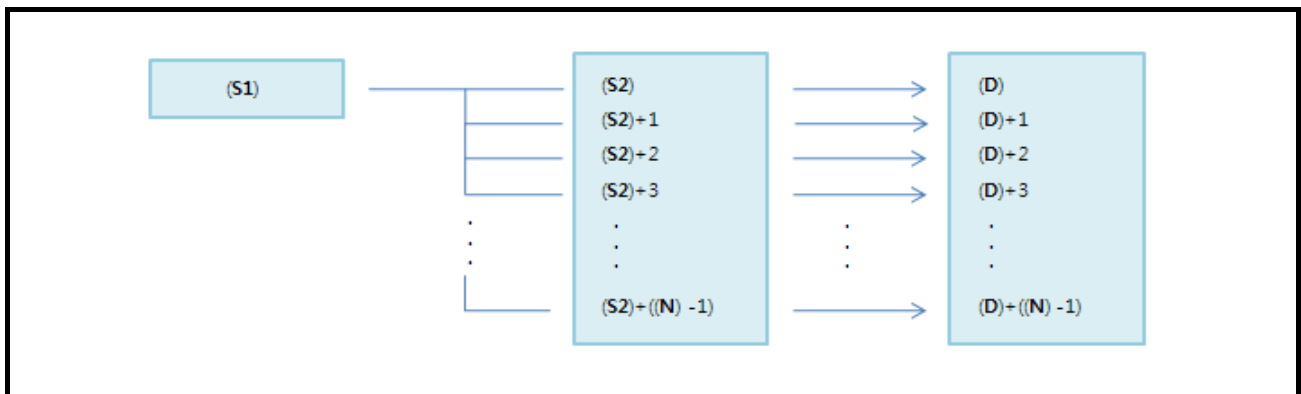 (S1) (S2) (D)
(S2)+1 (D)+1
(S2)+2 (D)+2
(S2)+3 (D)+3
. . . .
. . . .
. . . .
(S2)+((N) -1) (D)+((N) -1)